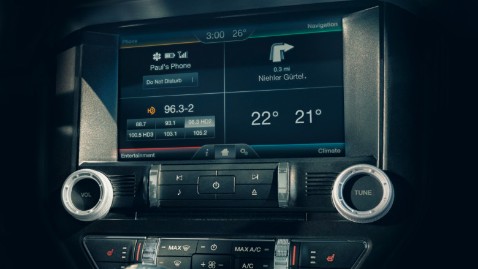 Phone
3:00 26°
Navigation
Paul's Phone
Do Not Disturb
0.3 mi
Niehler Gürtel
96.3-2
88.7 93.1 96.3 HD2
100.3 HD3 100.1 105.2
22° 21°
Entertainment
Climate
VOL
TUNE
MAX
MAX A/C
A/C